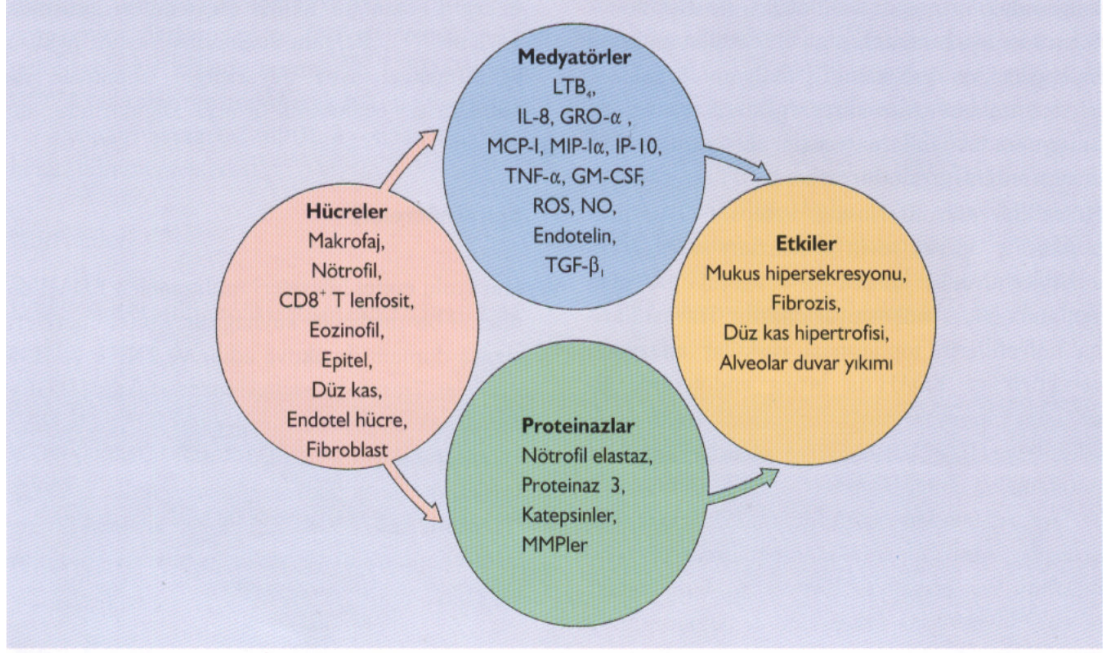 Medyatörler
LTB₄,
IL-8, GRO-α ,
MCP-1, MIP-1α, IP-10,
TNF-α, GM-CSF,
ROS, NO,
Endotelin,
TGF-β₁
Hücreler
Makrofaj,
Nötrofil,
CD8⁺ T lenfosit,
Eozinofil,
Epitel,
Düz kas,
Endotel hücre,
Fibroblast
Etkiler
Mukus hipersekresyonu,
Fibrozis,
Düz kas hipertrofisi,
Alveolar duvar yıkımı
Proteinazlar
Nötrofil elastaz,
Proteinaz 3,
Katepsinler,
MMPler